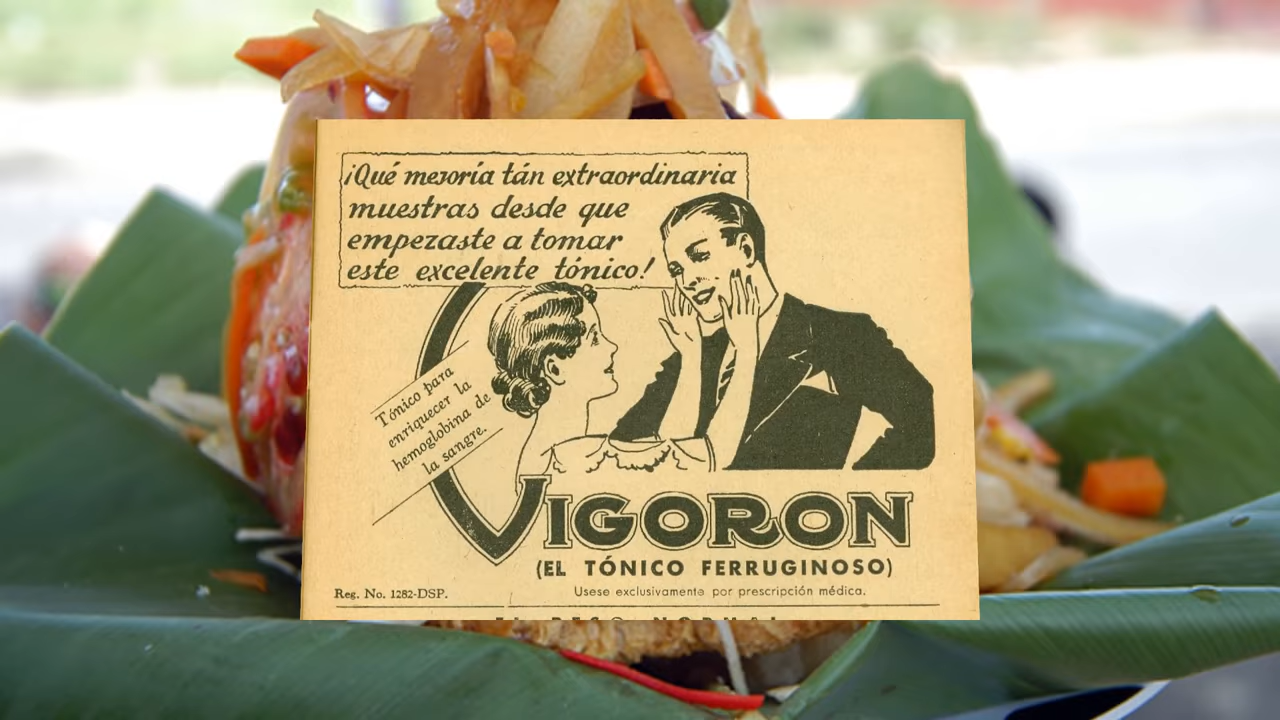 ¡Qué mejoría tán extraordinaria
muestras desde que
empezaste a tomar
este excelente tónico!
Tónico para
enriquecer la
hemoglobina de
la sangre.
VIGORON
(EL TÓNICO FERRUGINOSO)
Reg. No. 1282-DSP.
Usese exclusivamente por prescripción médica.